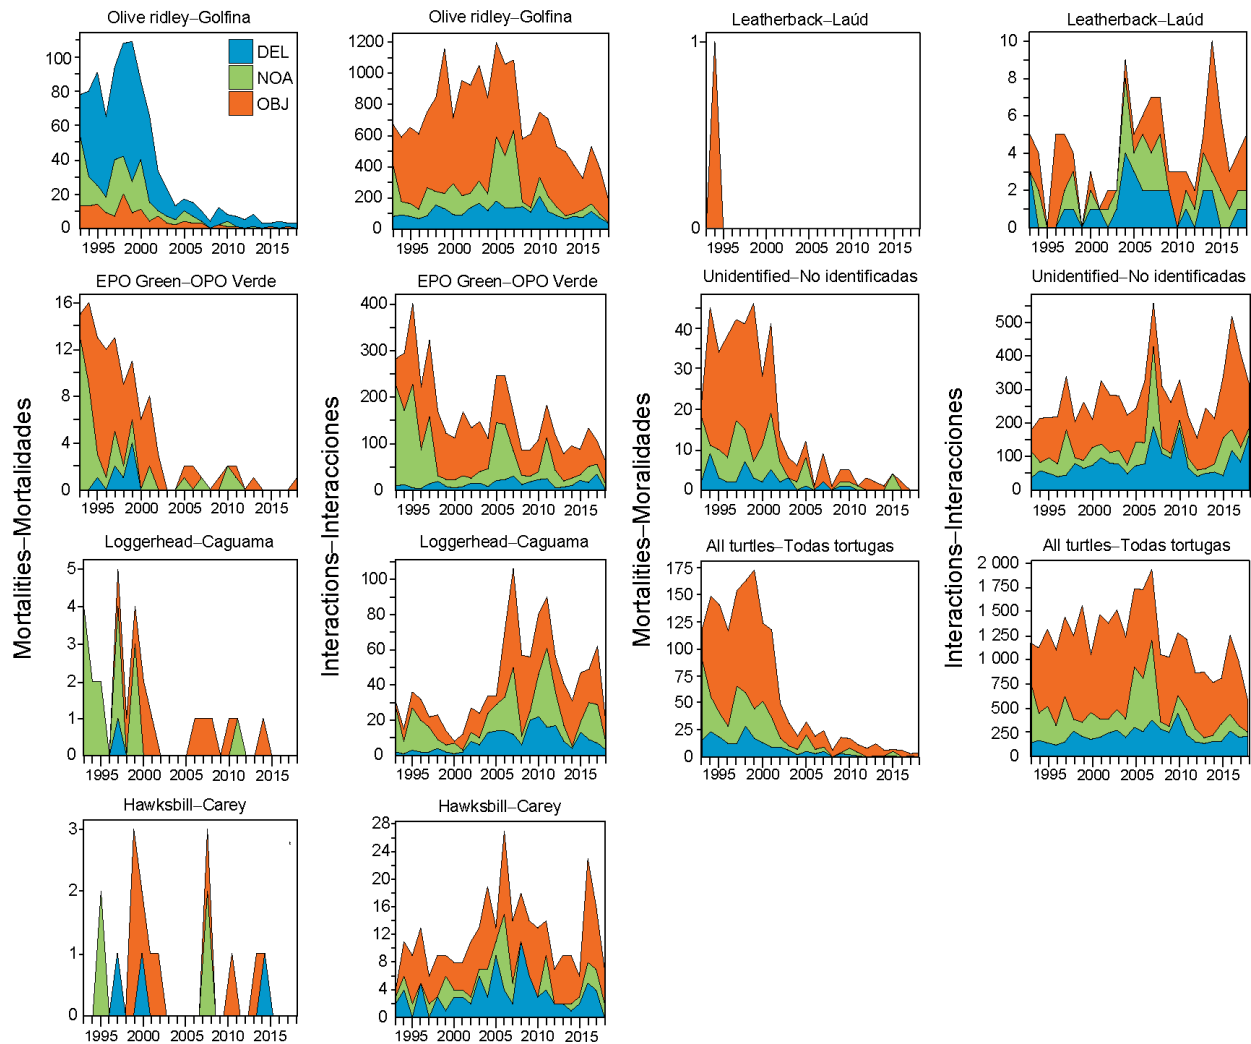 Olive ridley–Golfina
Olive ridley–Golfina
Leatherback–Laúd
Leatherback–Laúd
DEL
NOA
OBJ
100
80
60
40
20
0
1995 2000 2005 2010 2015
1200
1000
800
600
400
200
0
1995 2000 2005 2010 2015
1
0
1995 2000 2005 2010 2015
10
8
6
4
2
0
1995 2000 2005 2010 2015
EPO Green–OPO Verde
EPO Green–OPO Verde
Unidentified–No identificadas
Unidentified–No identificadas
16
12
8
4
0
1995 2000 2005 2010 2015
400
300
200
100
0
1995 2000 2005 2010 2015
40
30
20
10
0
1995 2000 2005 2010 2015
500
400
300
200
100
0
1995 2000 2005 2010 2015
Mortalities–Mortalidades
Interactions–Interacciones
Mortalities–Moralidades
Interactions–Interacciones
Loggerhead–Caguama
Loggerhead–Caguama
All turtles–Todas tortugas
All turtles–Todas tortugas
5
4
3
2
1
0
1995 2000 2005 2010 2015
100
80
60
40
20
0
1995 2000 2005 2010 2015
175
150
125
100
75
50
25
0
1995 2000 2005 2010 2015
2 000
1 750
1 500
1 250
1 000
750
500
250
0
1995 2000 2005 2010 2015
Hawksbill–Carey
Hawksbill–Carey
3
2
1
0
1995 2000 2005 2010 2015
28
24
20
16
12
8
4
0
1995 2000 2005 2010 2015